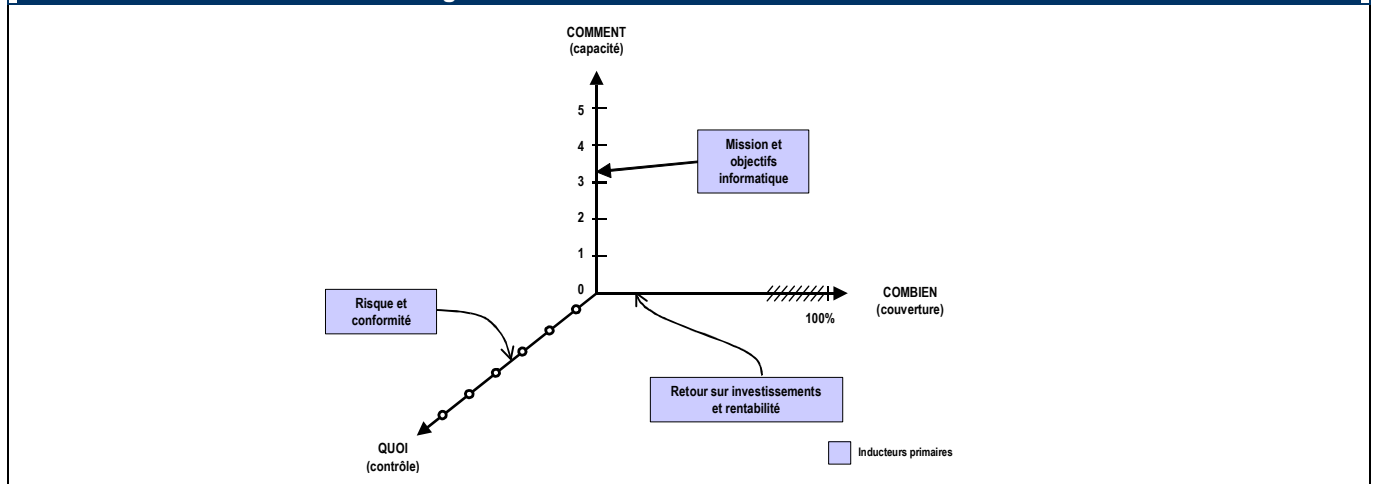 COMMENT
(capacité)
5
4
3
2
1
0
Mission et
objectifs
informatique
Risque et
conformité
COMBIEN
(couverture)
100%
Retour sur investissements
et rentabilité
QUOI
(contrôle)
Inducteurs primaires